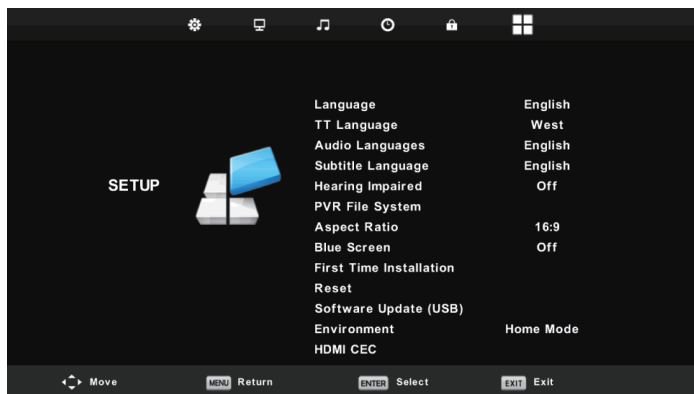 Language English
TT Language West
Audio Languages English
Subtitle Language English
SETUP
Hearing Impaired Off
PVR File System
Aspect Ratio 16:9
Blue Screen Off
First Time Installation
Reset
Software Update (USB)
Environment Home Mode
HDMI CEC
Move MENU Return ENTER Select EXIT Exit